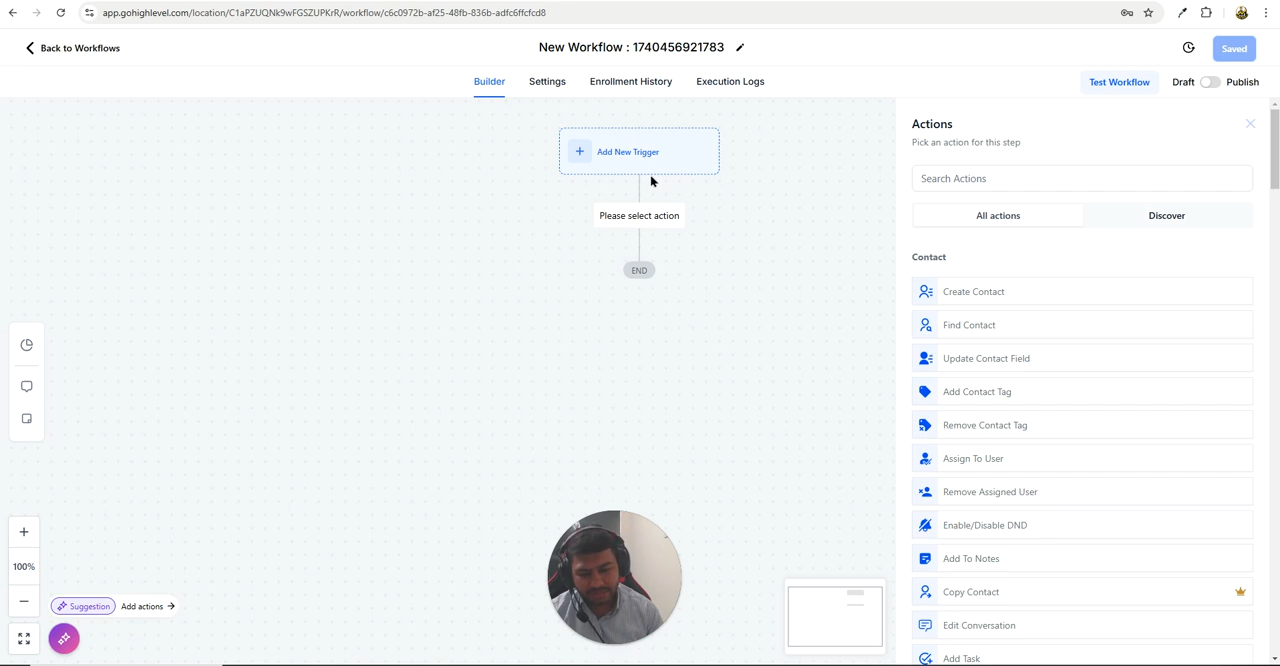 app.gohighlevel.com/location/C1aPZUQNk9wFGSZUPKrR/workflow/c6c0972b-af25-48fb-836b-adfc6ffcfcd8
Back to Workflows
New Workflow : 1740456921783
Saved
Builder
Settings
Enrollment History
Execution Logs
Test Workflow
Draft
Publish
Add New Trigger
Please select action
END
Actions
Pick an action for this step
Search Actions
All actions
Discover
Contact
Create Contact
Find Contact
Update Contact Field
Add Contact Tag
Remove Contact Tag
Assign To User
Remove Assigned User
Enable/Disable DND
Add To Notes
Copy Contact
Edit Conversation
Add Task
100%
Suggestion
Add actions